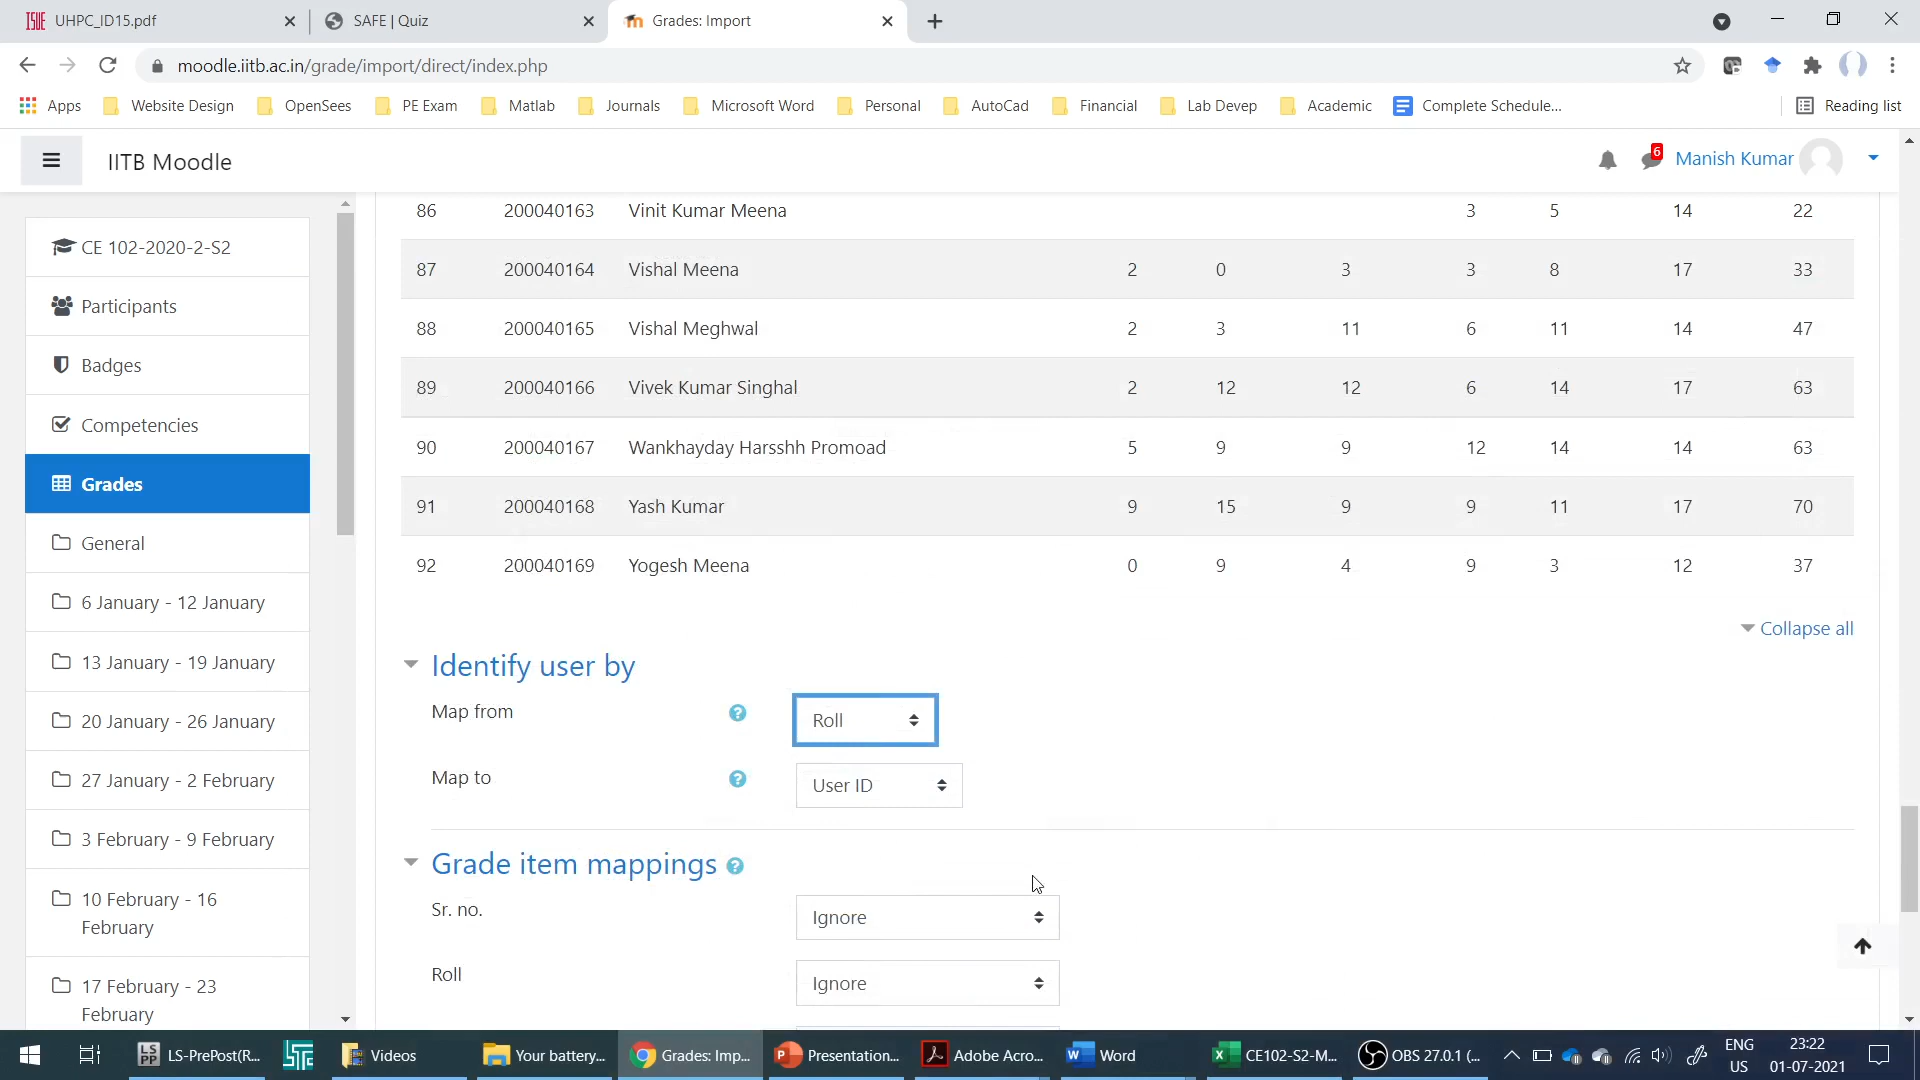 UHPC_ID15.pdf
SAFE | Quiz
Grades: Import
moodle.iitb.ac.in/grade/import/direct/index.php
Apps Website Design OpenSees PE Exam Matlab Journals Microsoft Word Personal AutoCad Financial Lab Devep Academic Complete Schedule... Reading list
IITB Moodle
6
Manish Kumar
CE 102-2020-2-S2
Participants
Badges
Competencies
Grades
General
6 January - 12 January
13 January - 19 January
20 January - 26 January
27 January - 2 February
3 February - 9 February
10 February - 16
February
17 February - 23
February
86 200040163 Vinit Kumar Meena 3 5 14 22
87 200040164 Vishal Meena 2 0 3 3 8 17 33
88 200040165 Vishal Meghwal 2 3 11 6 11 14 47
89 200040166 Vivek Kumar Singhal 2 12 12 6 14 17 63
90 200040167 Wankhayday Harsshh Promoad 5 9 9 12 14 14 63
91 200040168 Yash Kumar 9 15 9 9 11 17 70
92 200040169 Yogesh Meena 0 9 4 9 3 12 37
Collapse all
Identify user by
Map from ? Roll
Map to ? User ID
Grade item mappings ?
Sr. no. Ignore
Roll Ignore
LS PP LS-PrePost(R... STC Videos Your battery... Grades: Imp... Presentation... Adobe Acro... Word CE102-S2-M... OBS 27.0.1 (...
ENG
US
23:22
01-07-2021